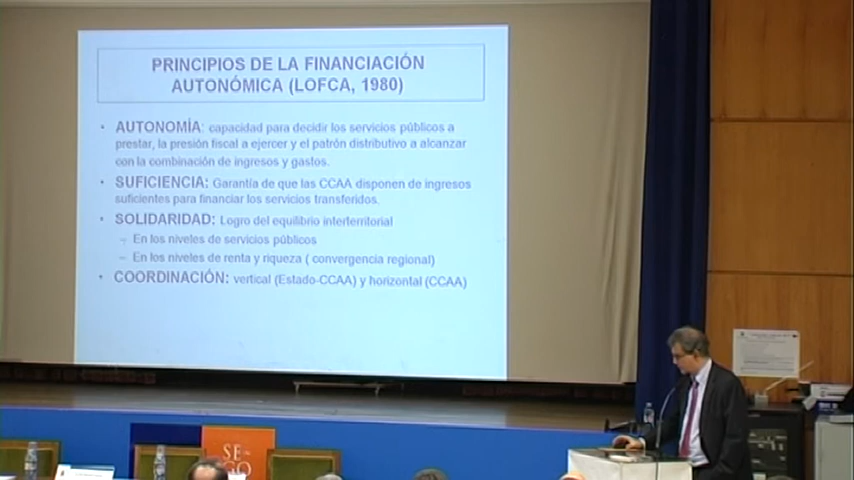 PRINCIPIOS DE LA FINANCIACIÓN
AUTONÓMICA (LOFCA, 1980)
• AUTONOMÍA: capacidad para decidir los servicios públicos a
prestar, la presión fiscal a ejercer y el patrón distributivo a alcanzar
con la combinación de ingresos y gastos.
• SUFICIENCIA: Garantía de que las CCAA disponen de ingresos
suficientes para financiar los servicios transferidos.
• SOLIDARIDAD: Logro del equilibrio interterritorial
– En los niveles de servicios públicos
– En los niveles de renta y riqueza ( convergencia regional)
• COORDINACIÓN: vertical (Estado-CCAA) y horizontal (CCAA)
SE
GO